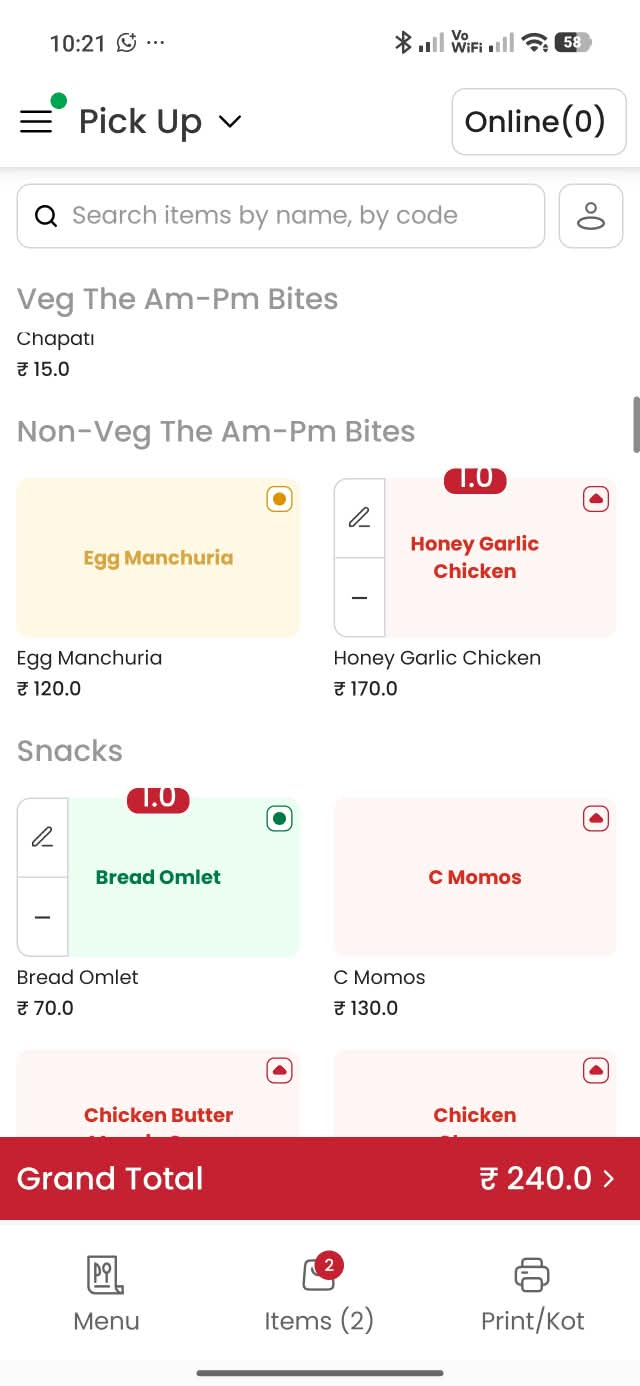 10:21
Vo
WiFi
58
Pick Up
Online(0)
Search items by name, by code
Veg The Am-Pm Bites
Chapati
₹ 15.0
Non-Veg The Am-Pm Bites
Egg Manchuria
1.0
Honey Garlic
Chicken
Egg Manchuria
₹ 120.0
Honey Garlic Chicken
₹ 170.0
Snacks
1.0
Bread Omlet
C Momos
Bread Omlet
₹ 70.0
C Momos
₹ 130.0
Chicken Butter
Chicken
Grand Total
₹ 240.0 >
2
Menu
Items (2)
Print/Kot